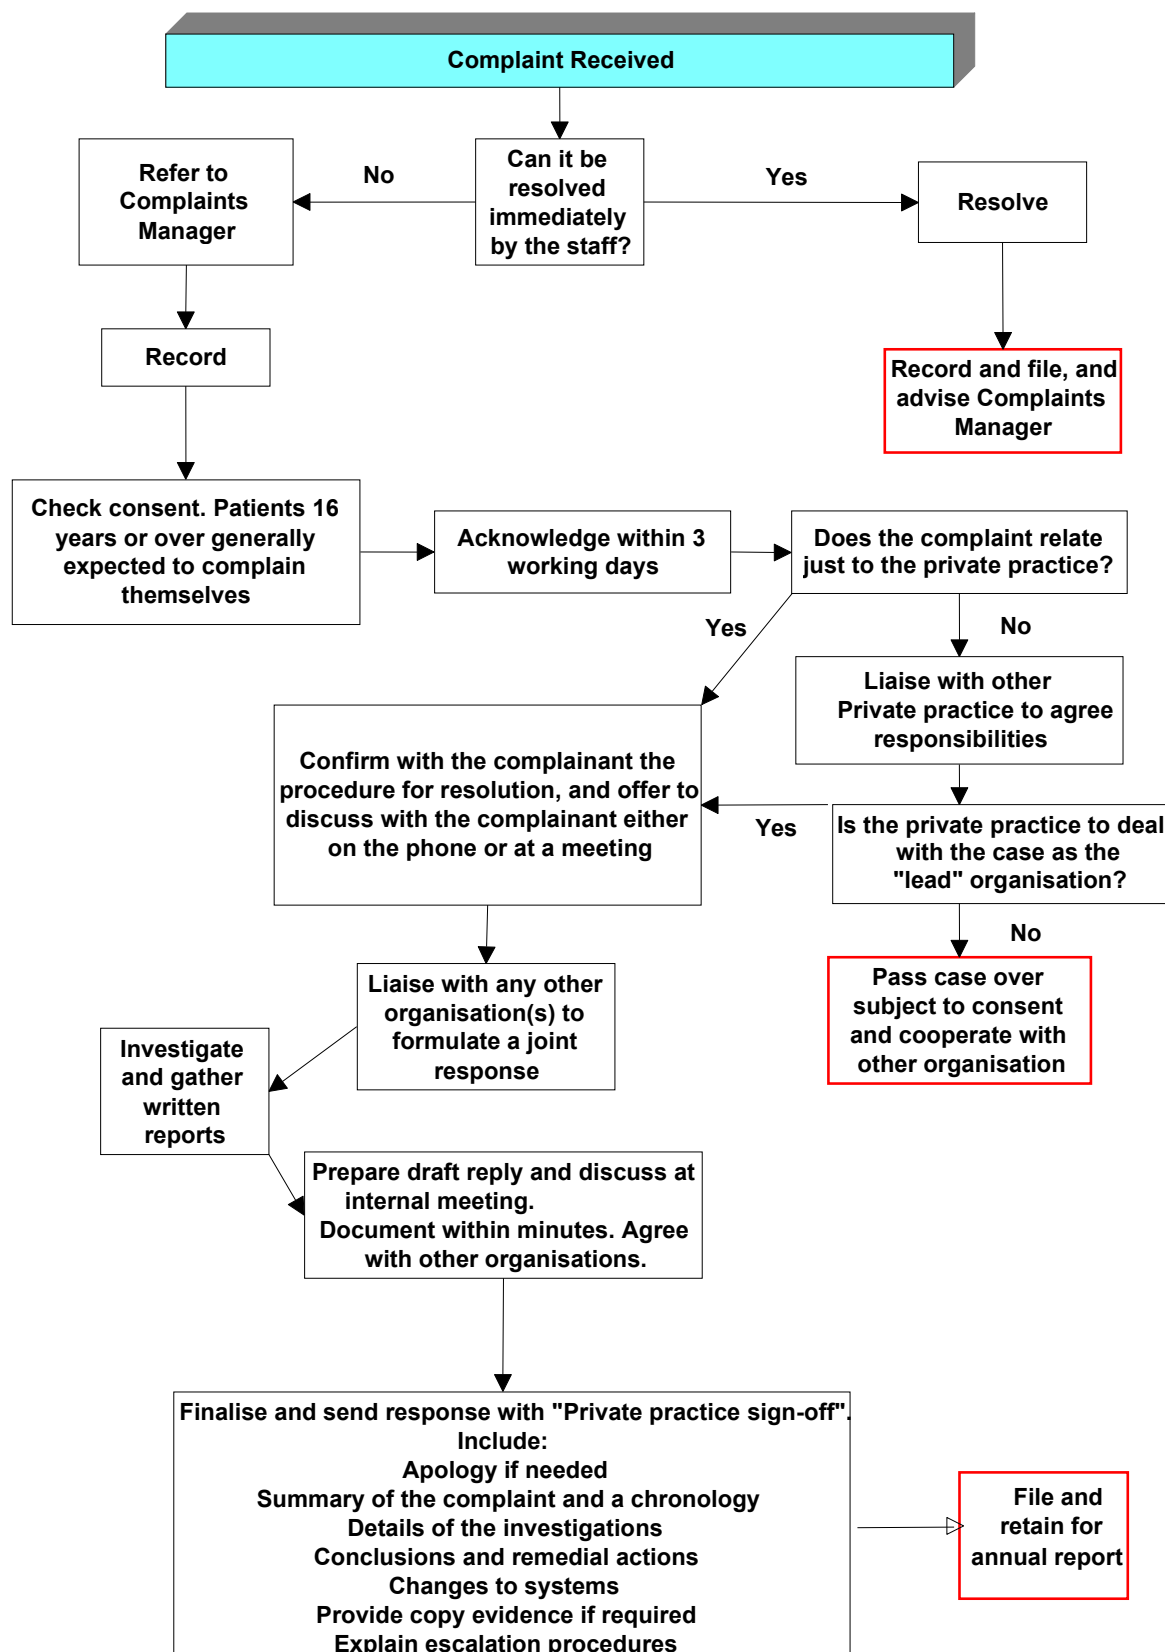 Complaint Received
Can it be
resolved
immediately
by the staff?
No
Yes
Refer to
Complaints
Manager
Resolve
Record
Record and file, and
advise Complaints
Manager
Check consent. Patients 16
years or over generally
expected to complain
themselves
Acknowledge within 3
working days
Does the complaint relate
just to the private practice?
Yes
No
Liaise with other
Private practice to agree
responsibilities
Confirm with the complainant the
procedure for resolution, and offer to
discuss with the complainant either
on the phone or at a meeting
Yes
Is the private practice to deal
with the case as the
"lead" organisation?
No
Pass case over
subject to consent
and cooperate with
other organisation
Liaise with any other
organisation(s) to
formulate a joint
response
Investigate
and gather
written
reports
Prepare draft reply and discuss at
internal meeting.
Document within minutes. Agree
with other organisations.
Finalise and send response with "Private practice sign-off".
Include:
Apology if needed
Summary of the complaint and a chronology
Details of the investigations
Conclusions and remedial actions
Changes to systems
Provide copy evidence if required
Explain escalation procedures
File and
retain for
annual report